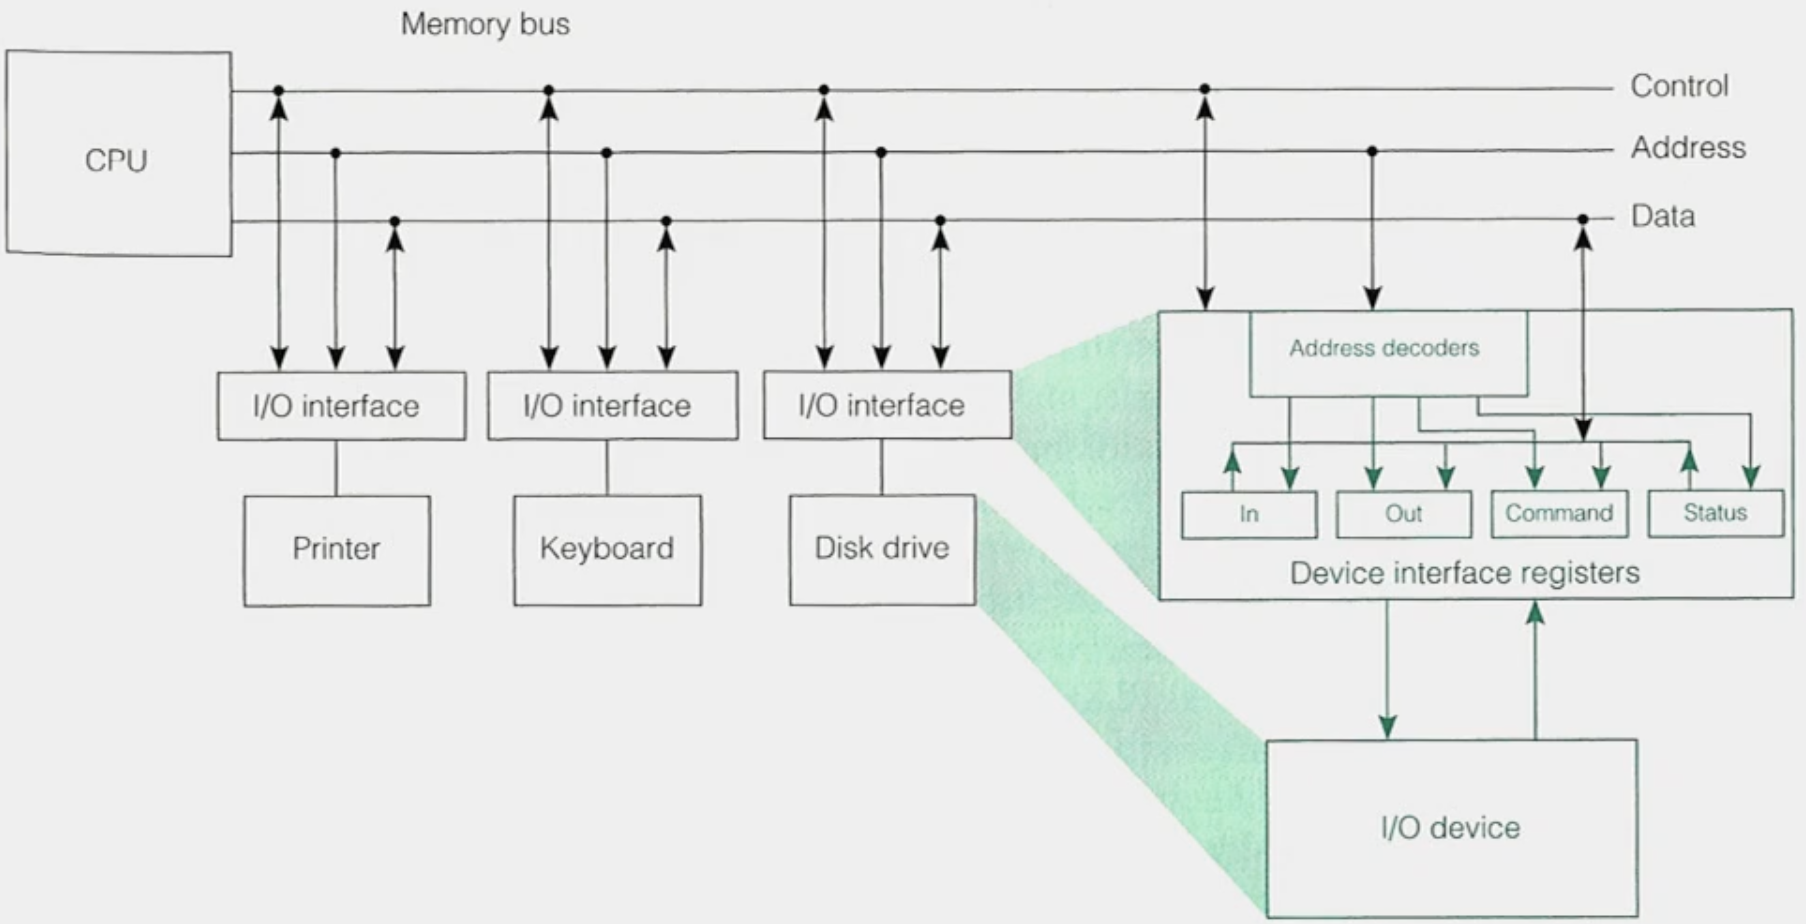 Memory bus
Control
Address
Data
CPU
I/O interface
I/O interface
I/O interface
Printer
Keyboard
Disk drive
Address decoders
In
Out
Command
Status
Device interface registers
I/O device